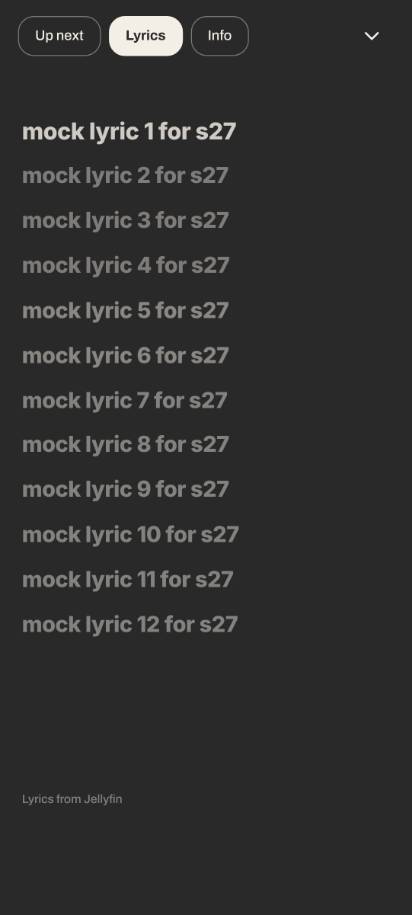 Up next Lyrics Info
mock lyric 1 for s27
mock lyric 2 for s27
mock lyric 3 for s27
mock lyric 4 for s27
mock lyric 5 for s27
mock lyric 6 for s27
mock lyric 7 for s27
mock lyric 8 for s27
mock lyric 9 for s27
mock lyric 10 for s27
mock lyric 11 for s27
mock lyric 12 for s27
Lyrics from Jellyfin